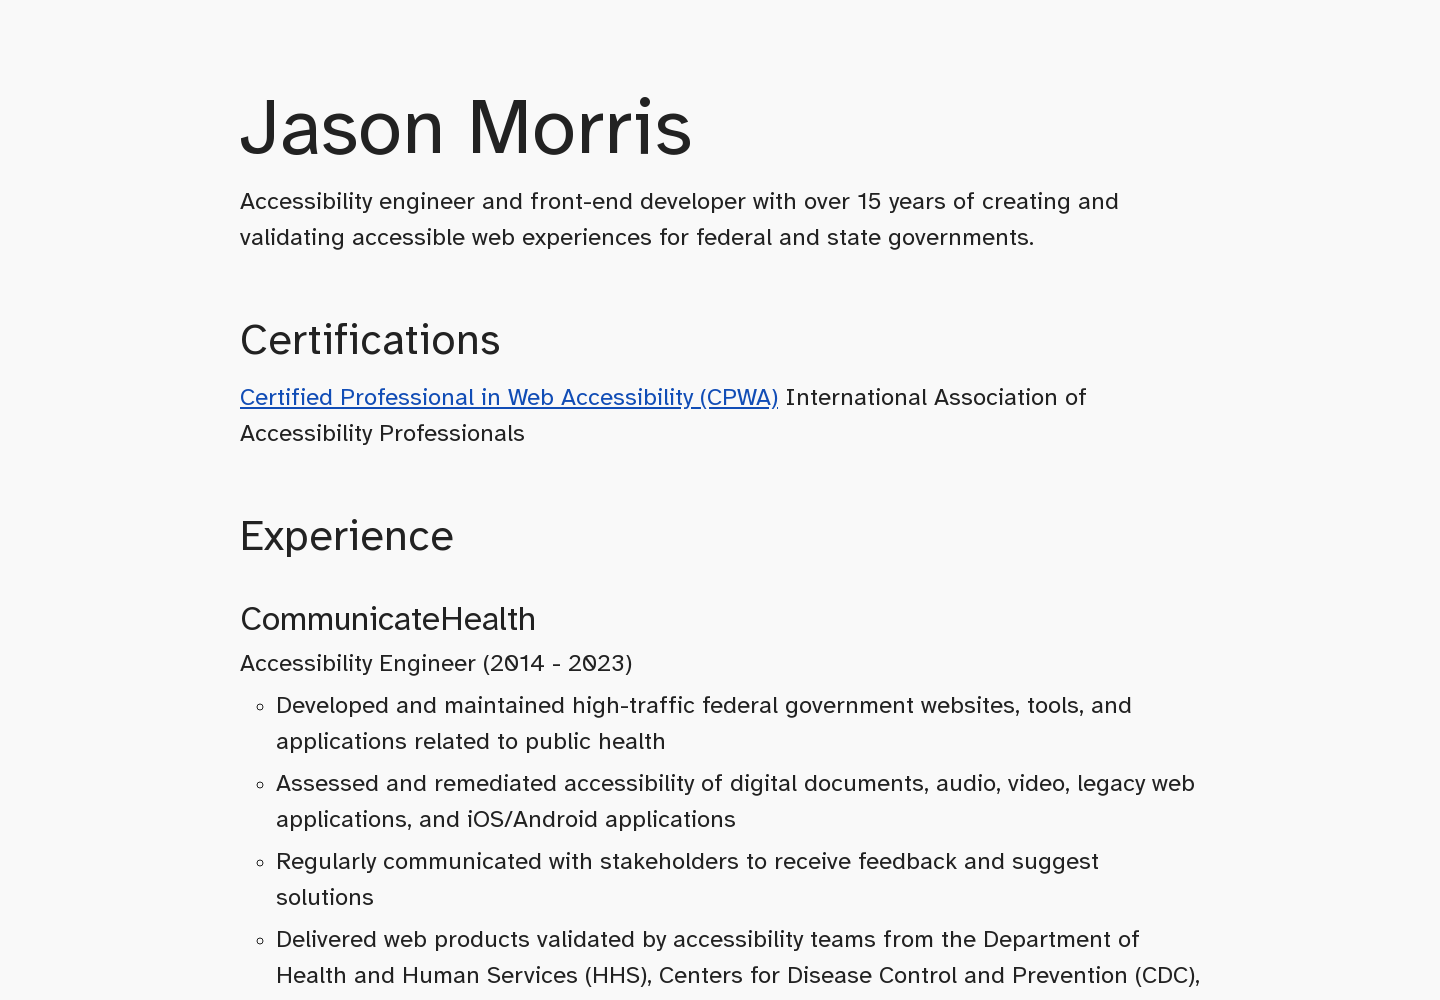 Jason Morris
Accessibility engineer and front-end developer with over 15 years of creating and
validating accessible web experiences for federal and state governments.
Certifications
Certified Professional in Web Accessibility (CPWA) International Association of
Accessibility Professionals
Experience
CommunicateHealth
Accessibility Engineer (2014 - 2023)
Developed and maintained high-traffic federal government websites, tools, and
applications related to public health
Assessed and remediated accessibility of digital documents, audio, video, legacy web
applications, and iOS/Android applications
Regularly communicated with stakeholders to receive feedback and suggest
solutions
Delivered web products validated by accessibility teams from the Department of
Health and Human Services (HHS), Centers for Disease Control and Prevention (CDC),